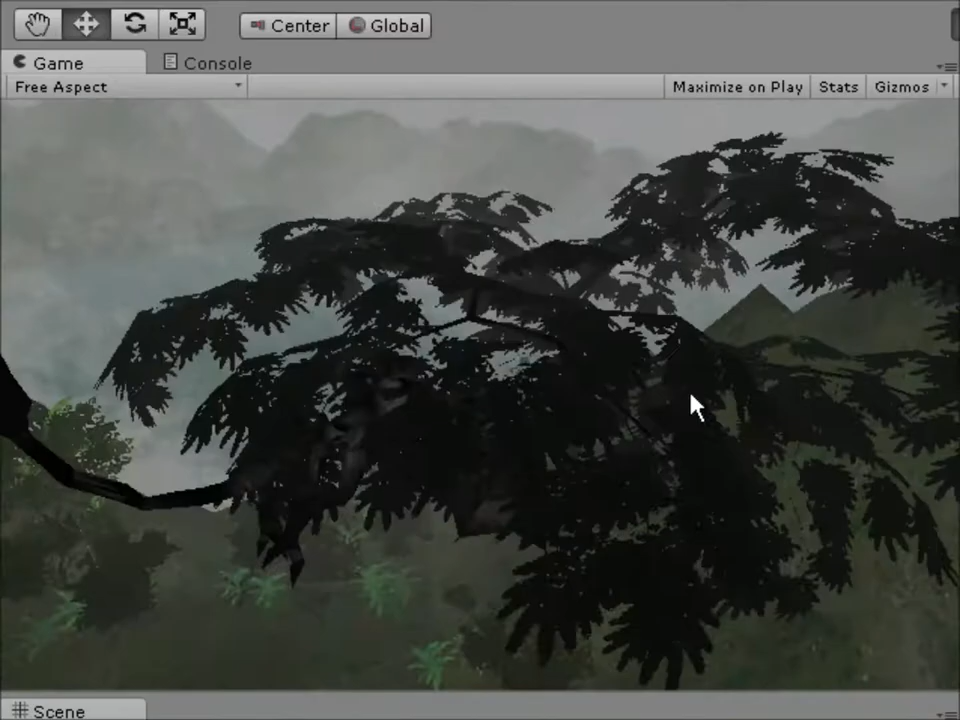 Center Global
Game Console
Free Aspect Maximize on Play Stats Gizmos
Scene